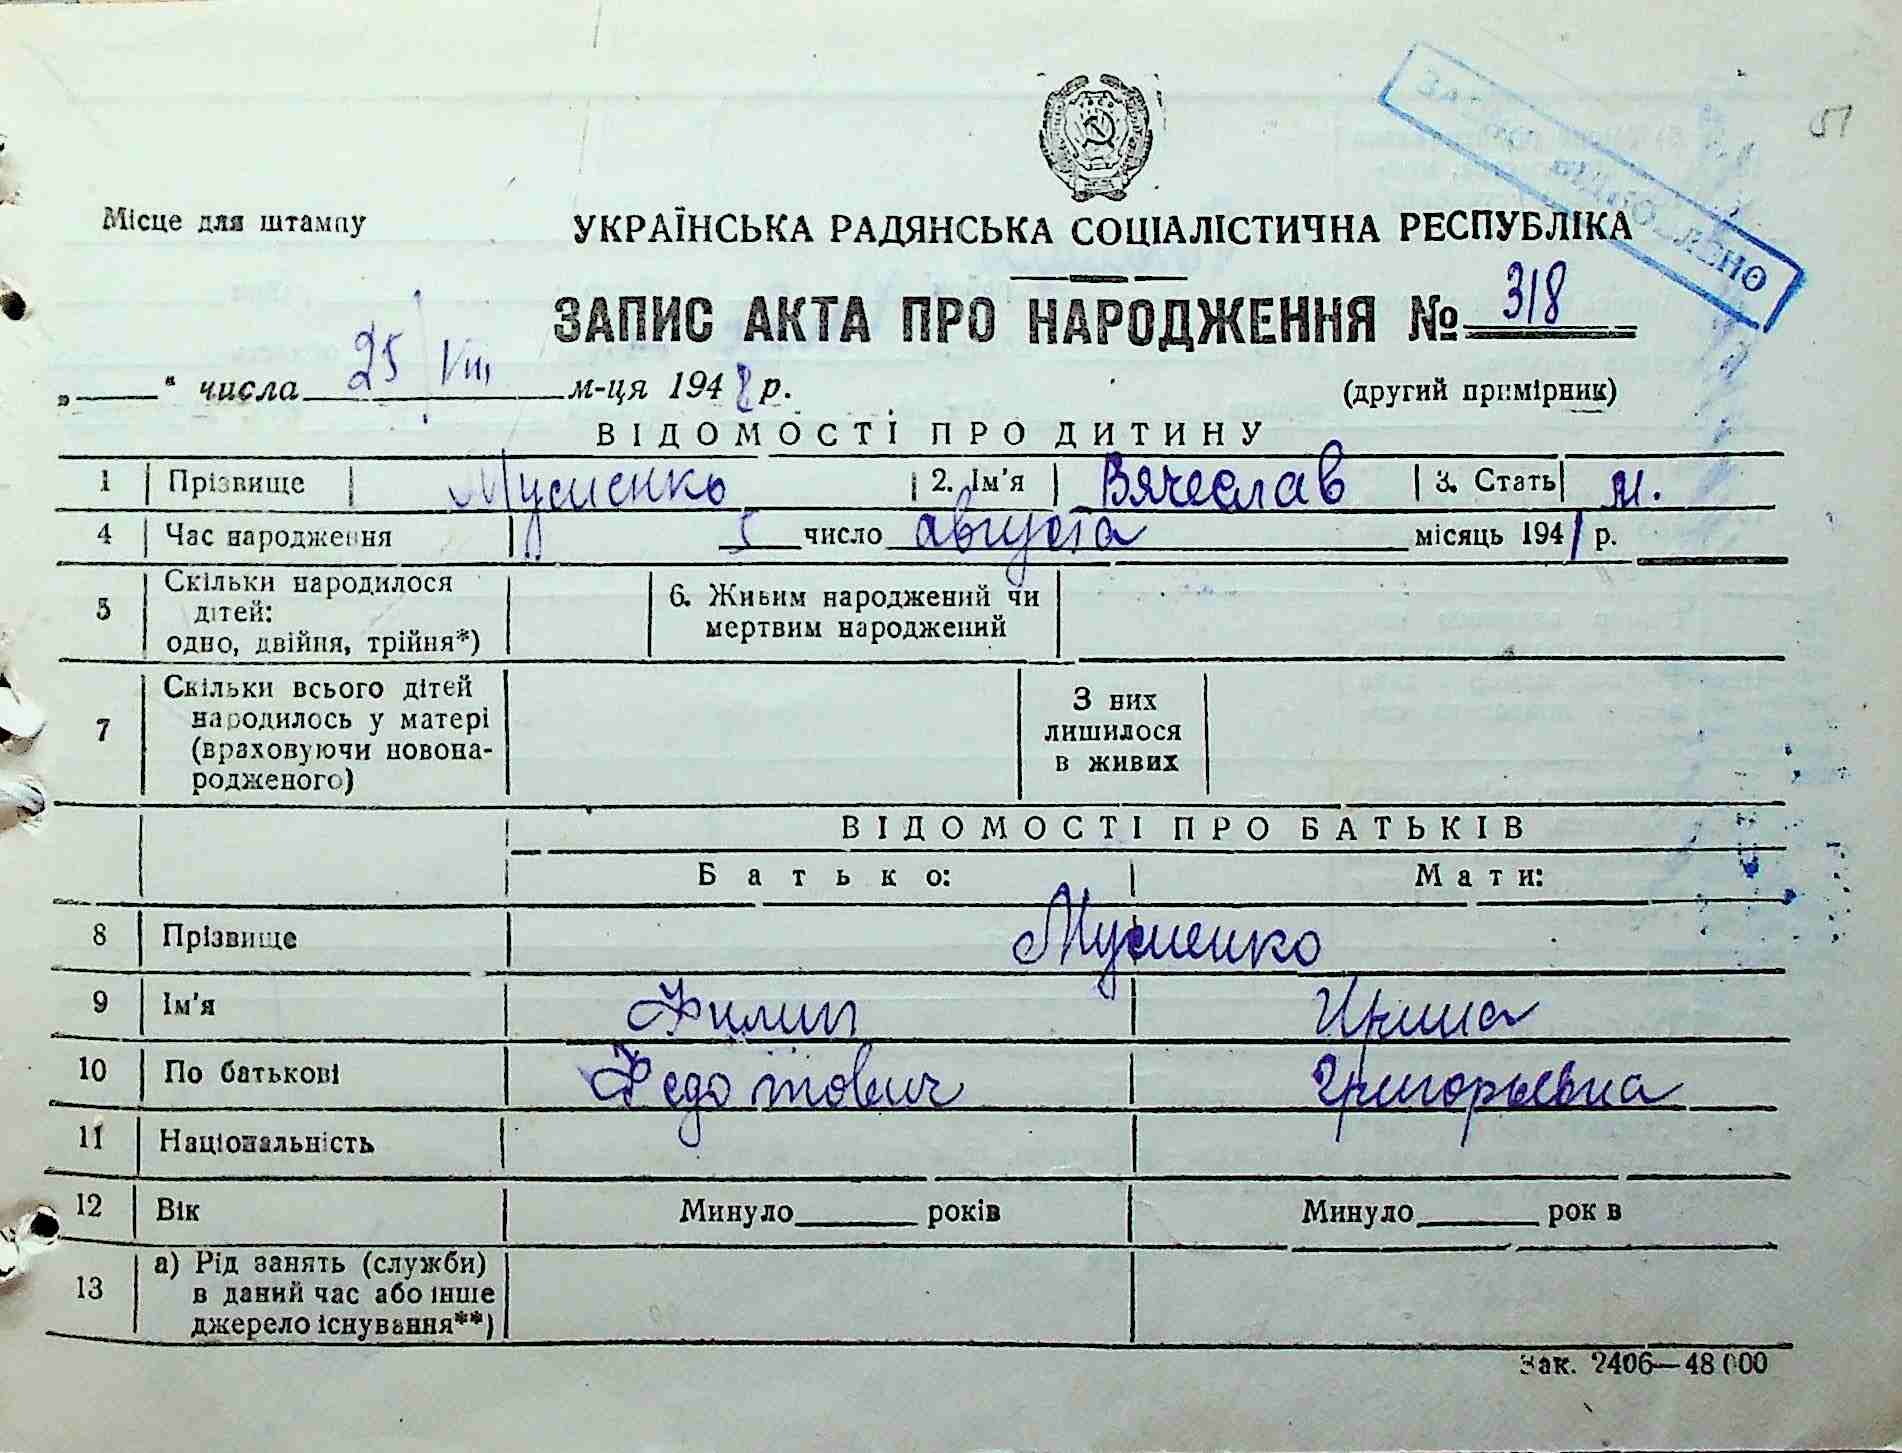 51
ВІДНОВЛЕНО
Місце для штампу
УКРАЇНСЬКА РАДЯНСЬКА СОЦІАЛІСТИЧНА РЕСПУБЛІКА
ЗАПИС АКТА ПРО НАРОДЖЕННЯ № 318
„ " числа 25 VIII, м-ця 194 р.
(другий примірник)
ВІДОМОСТІ ПРО ДИТИНУ
1 Прізвище Мусиенко 2. Ім'я Вячеслав 3. Стать м.
4 Час народження 5 число августа місяць 1941 р.
5 Скільки народилося дітей: одно, двійня, трійня*) 6. Живим народжений чи мертвим народжений
7 Скільки всього дітей народилось у матері (враховуючи новонародженого) З них лишилося в живих
ВІДОМОСТІ ПРО БАТЬКІВ
Батько: Мати:
8 Прізвище Мусиенко
9 Ім'я Филип Ирина
10 По батькові Федотович Григорьевна
11 Національність
12 Вік Минуло років Минуло рок в
13 а) Рід занять (служби) в даний час або інше джерело існування**)
Зак. 2406—48 000